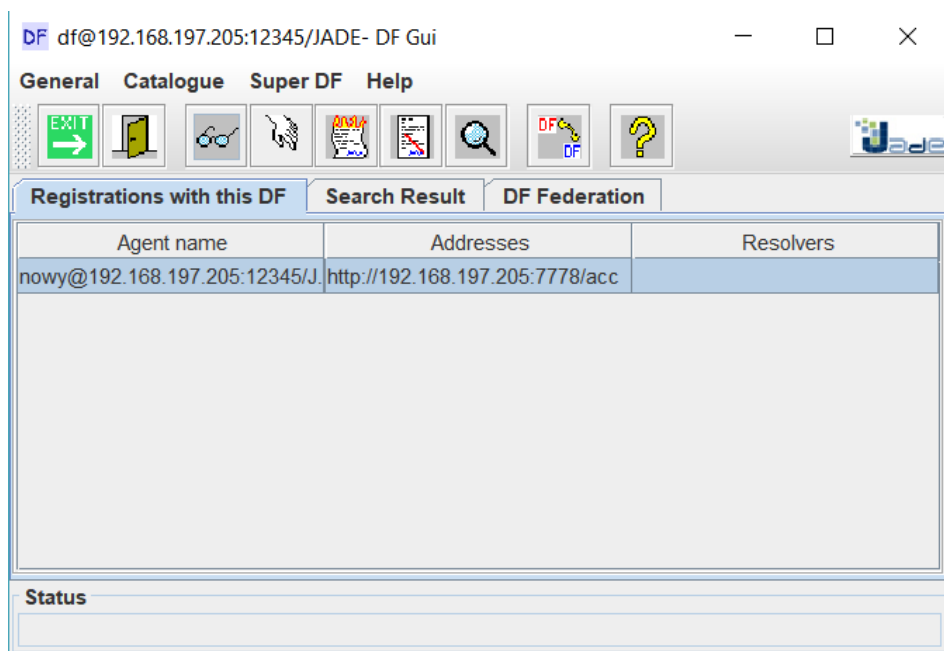 DF df@192.168.197.205:12345/JADE- DF Gui
General Catalogue Super DF Help
EXIT DF DF ? Jade
Registrations with this DF Search Result DF Federation
Agent name Addresses Resolvers
nowy@192.168.197.205:12345/J. http://192.168.197.205:7778/acc
Status